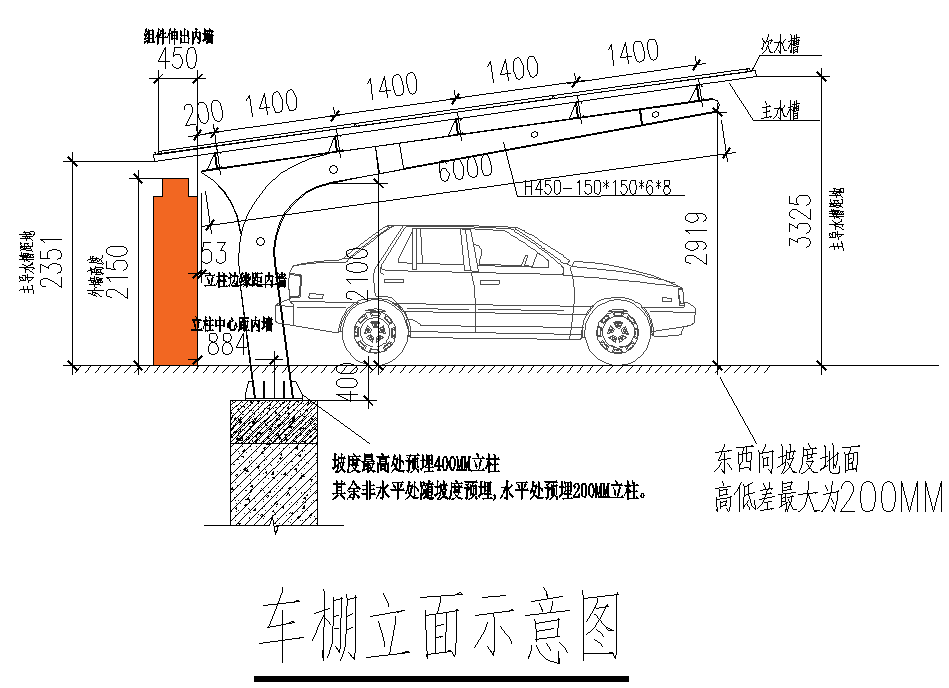 组件伸出内墙
450
200
1400
1400
1400
1400
次水槽
主水槽
6000
H450-150*150*6*8
主导水槽距地
2351
外墙高度
2150
53
立柱边缘距内墙
立柱中心距内墙
884
2100
400
2919
3325
主导水槽距地
坡度最高处预埋400MM立柱
其余非水平处随坡度预埋,水平处预埋200MM立柱。
东西向坡度地面
高低差最大为200MM
车棚立面示意图